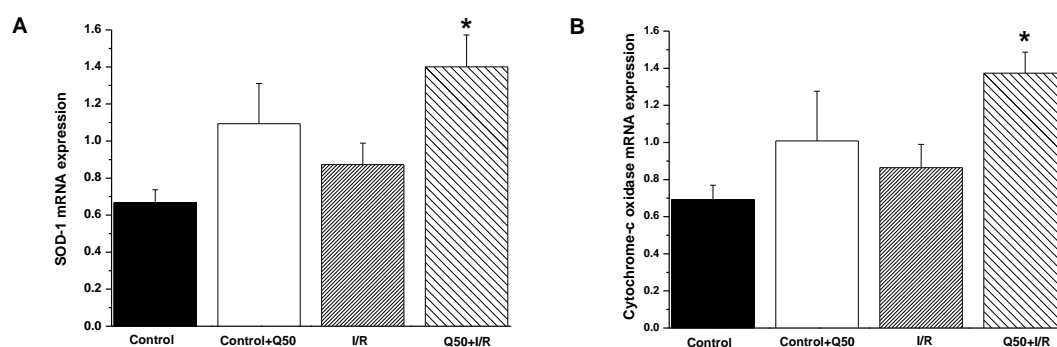 A
SOD-1 mRNA expression
1.6
1.4
1.2
1.0
0.8
0.6
0.4
0.2
0.0
*
Control
Control+Q50
I/R
Q50+I/R
B
Cytochrome-c oxidase mRNA expression
1.6
1.4
1.2
1.0
0.8
0.6
0.4
0.2
0.0
*
Control
Control+Q50
I/R
Q50+I/R